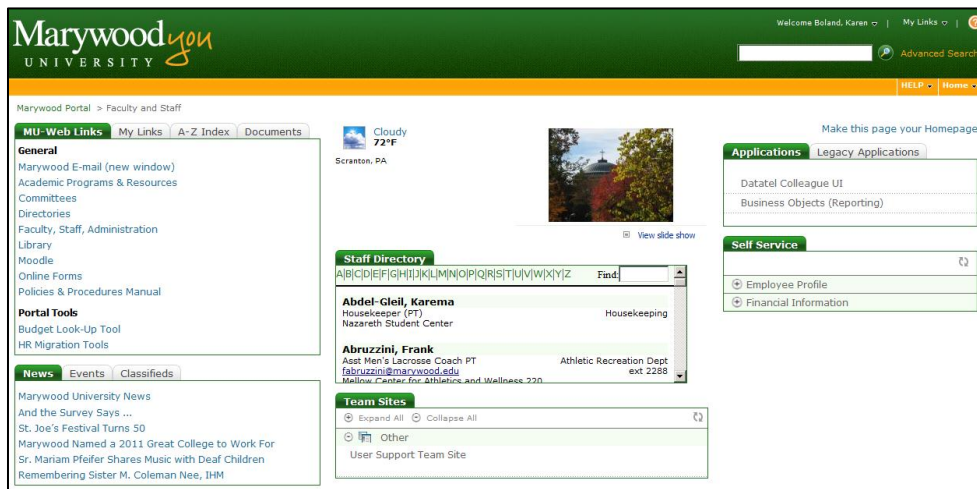 Marywood you
UNIVERSITY
Welcome Boland, Karen | My Links |
Advanced Search
HELP Home
Marywood Portal > Faculty and Staff
MU-Web Links My Links A-Z Index Documents
General
Marywood E-mail (new window)
Academic Programs & Resources
Committees
Directories
Faculty, Staff, Administration
Library
Moodle
Online Forms
Policies & Procedures Manual
Portal Tools
Budget Look-Up Tool
HR Migration Tools
News Events Classifieds
Marywood University News
And the Survey Says ...
St. Joe's Festival Turns 50
Marywood Named a 2011 Great College to Work For
Sr. Mariam Pfeifer Shares Music with Deaf Children
Remembering Sister M. Coleman Nee, IHM
Cloudy
72°F
Scranton, PA
View slide show
Staff Directory
A|B|C|D|E|F|G|H|I|J|K|L|M|N|O|P|Q|R|S|T|U|V|W|X|Y|Z Find:
Abdel-Gleil, Karema
Housekeeper (PT) Housekeeping
Nazareth Student Center
Abruzzini, Frank
Asst Men's Lacrosse Coach PT Athletic Recreation Dept
fabruzzini@marywood.edu ext 2288
Mellow Center for Athletics and Wellness 220
Team Sites
Expand All Collapse All
Other
User Support Team Site
Make this page your Homepage
Applications Legacy Applications
Datatel Colleague UI
Business Objects (Reporting)
Self Service
Employee Profile
Financial Information